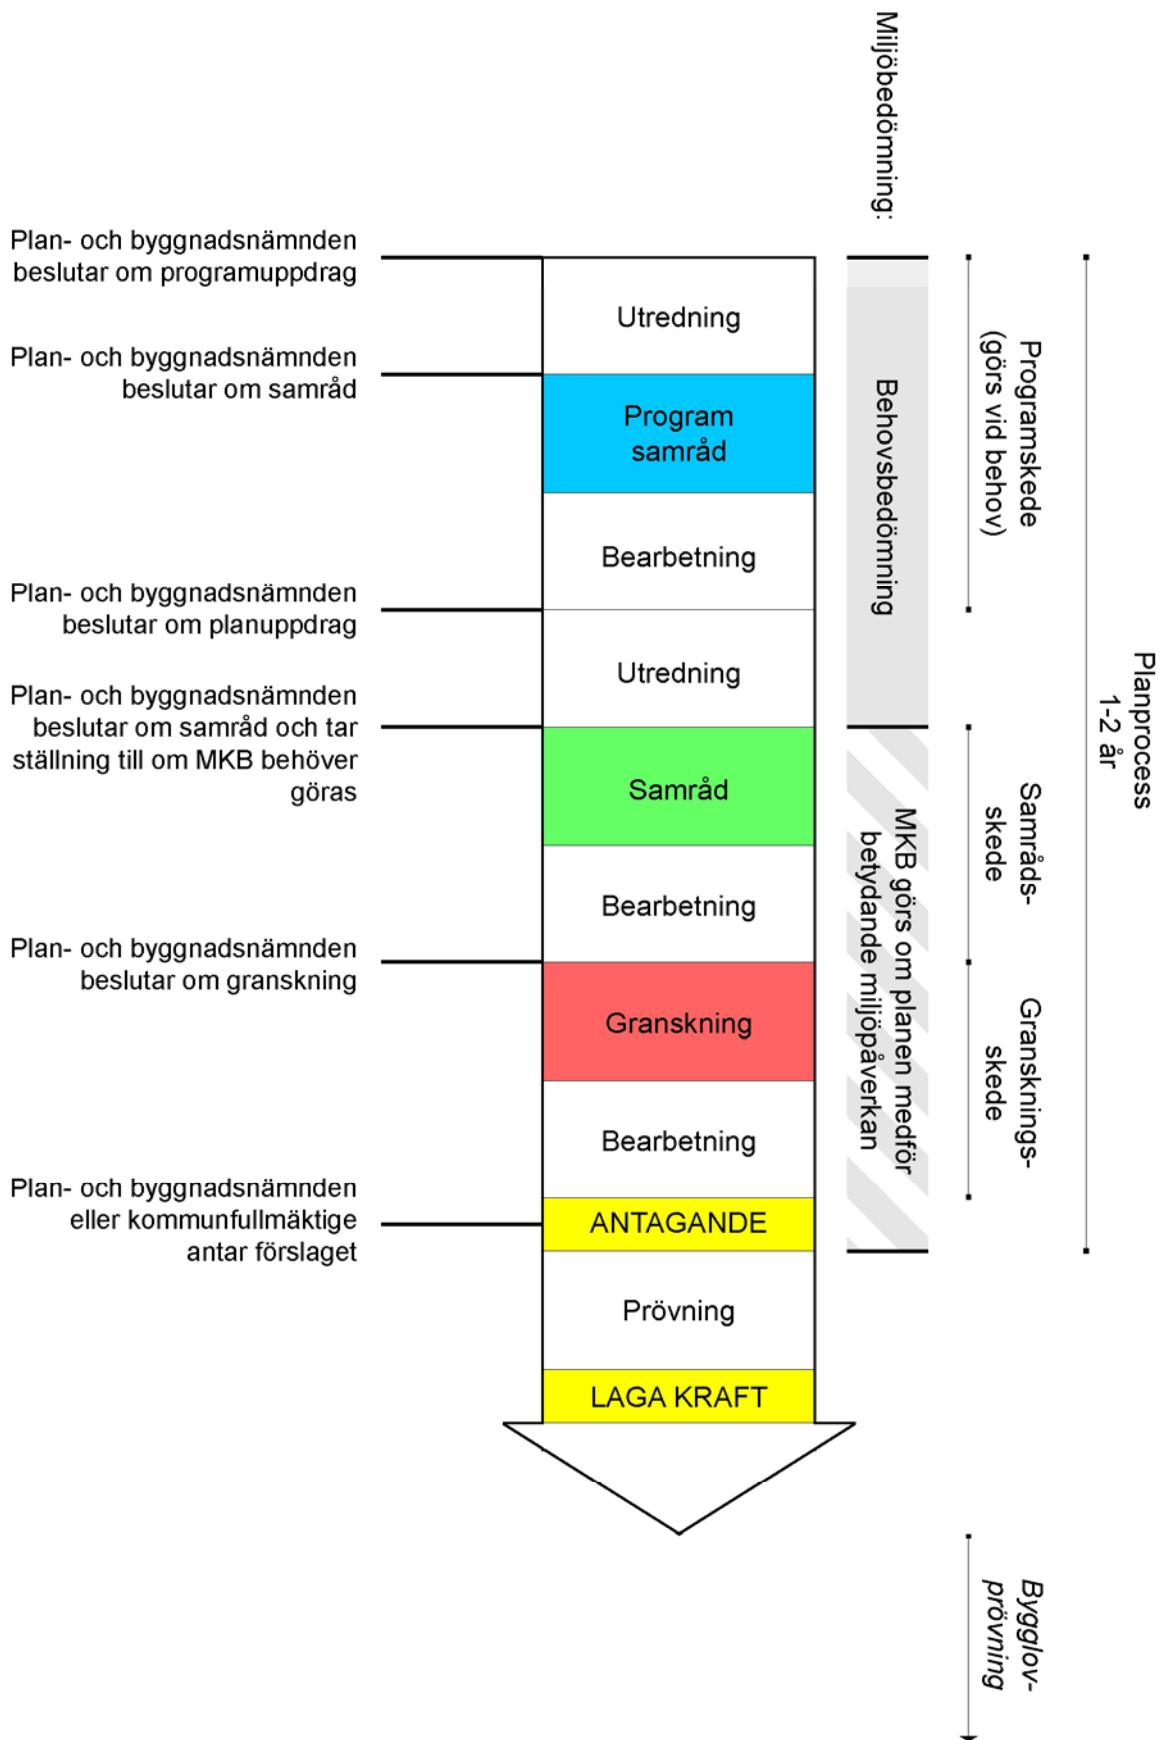 Miljöbedömning:
Plan- och byggnadsnämnden
beslutar om programuppdrag
Plan- och byggnadsnämnden
beslutar om samråd
Plan- och byggnadsnämnden
beslutar om planuppdrag
Plan- och byggnadsnämnden
beslutar om samråd och tar
ställning till om MKB behöver
göras
Plan- och byggnadsnämnden
beslutar om granskning
Plan- och byggnadsnämnden
eller kommunfullmäktige
antar förslaget
Utredning
Program
samråd
Bearbetning
Utredning
Samråd
Bearbetning
Granskning
Bearbetning
ANTAGANDE
Prövning
LAGA KRAFT
Behovsbedömning
MKB görs om planen medför
betydande miljöpåverkan
Programskede
(görs vid behov)
Samråds-
skede
Gransknings-
skede
Bygglov-
prövning
Planprocess
1-2 år